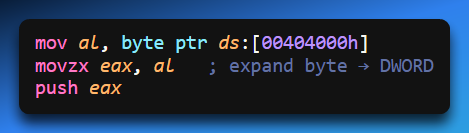 mov al, byte ptr ds:[00404000h]
movzx eax, al   ; expand byte → DWORD
push eax